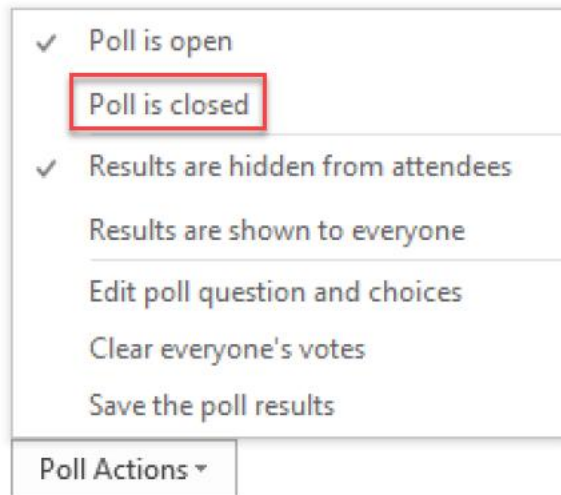 Poll is open
Poll is closed
Results are hidden from attendees
Results are shown to everyone
Edit poll question and choices
Clear everyone's votes
Save the poll results
Poll Actions